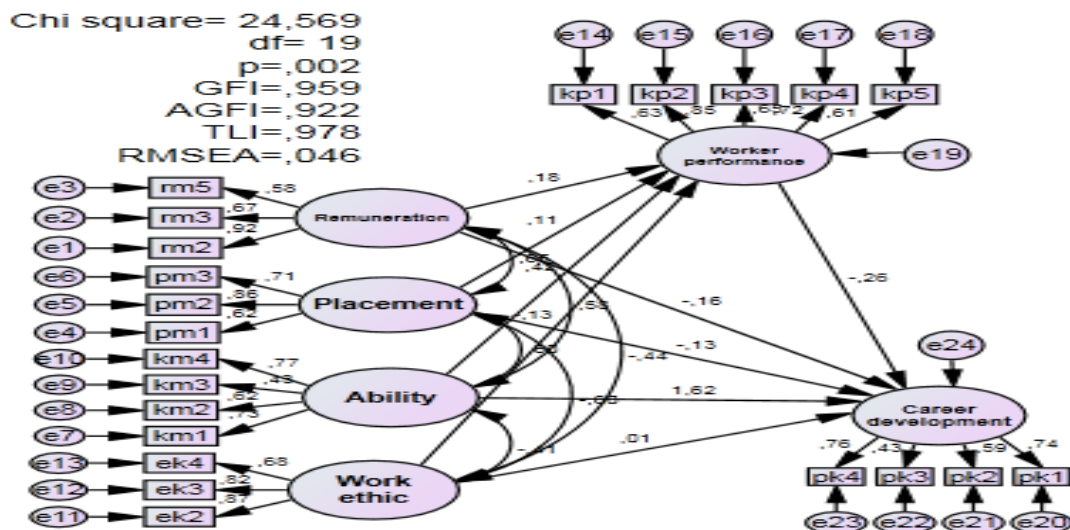 Chi square= 24,569
df= 19
p=,002
GFI=,959
AGFI=,922
TLI=,978
RMSEA=,046
e14 e15 e16 e17 e18
kp1 kp2 kp3 kp4 kp5
,63 ,85 ,72 ,61
Worker performance
e19
e3 rm5 ,58
e2 rm3 ,67
e1 rm2 ,92
Remuneration
,18
,11
e6 pm3 ,71
e5 pm2 ,86
e4 pm1 ,62
Placement
-,26
-,16
-,13
-,13
-,44
e10 km4 ,77
e9 km3
e8 km2 ,62
e7 km1 ,73
Ability
1,62
,01
e24
Career development
e13 ek4 ,68
e12 ek3 ,82
e11 ek2 ,87
Work ethic
,76 ,43 ,59 ,74
pk4 pk3 pk2 pk1
e23 e22 e21 e20